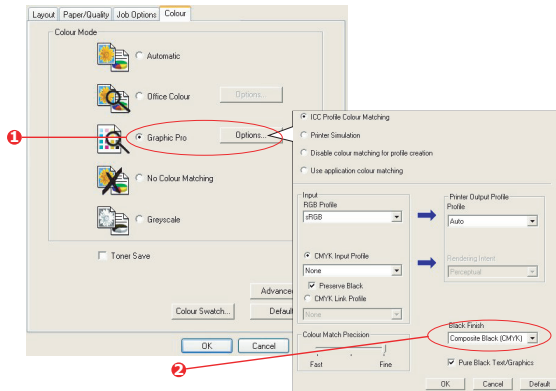 Layout
Paper/Quality
Job Options
Colour
Colour Mode
Automatic
Office Colour
Options...
1
Graphic Pro
Options...
No Colour Matching
Greyscale
Toner Save
Colour Swatch...
OK
Cancel
ICC Profile Colour Matching
Printer Simulation
Disable colour matching for profile creation
Use application colour matching
Input
RGB Profile
sRGB
CMYK Input Profile
None
Preserve Black
CMYK Link Profile
None
Printer Output Profile
Profile
Auto
Rendering Intent
Perceptual
Colour Match Precision
Fast
Fine
2
Black Finish
Composite Black (CMYK)
Pure Black Text/Graphics
OK
Cancel
Default